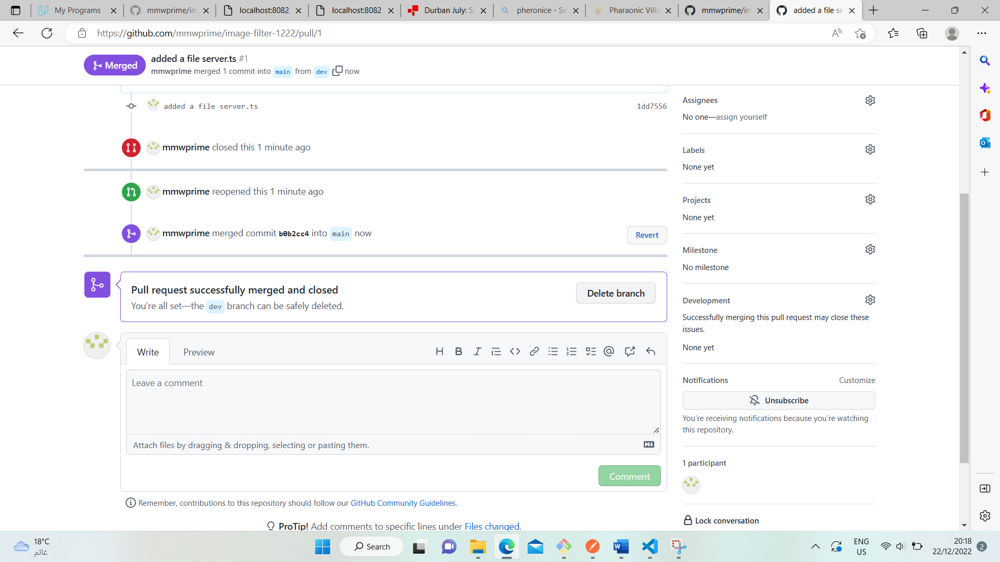 My Programs
mmwprime/im
localhost:8082
localhost:8082
Durban July: S
pheronice - Se
Pharaonic Villa
mmwprime/im
added a file se
https://github.com/mmwprime/image-filter-1222/pull/1
Merged
added a file server.ts #1
mmwprime merged 1 commit into main from dev now
added a file server.ts 1dd7556
mmwprime closed this 1 minute ago
mmwprime reopened this 1 minute ago
mmwprime merged commit b0b2cc4 into main now
Revert
Pull request successfully merged and closed
You're all set—the dev branch can be safely deleted.
Delete branch
Write
Preview
Leave a comment
Attach files by dragging & dropping, selecting or pasting them.
Comment
Remember, contributions to this repository should follow our GitHub Community Guidelines.
ProTip! Add comments to specific lines under Files changed.
Assignees
No one—assign yourself
Labels
None yet
Projects
None yet
Milestone
No milestone
Development
Successfully merging this pull request may close these
issues.
None yet
Notifications
Customize
Unsubscribe
You're receiving notifications because you're watching
this repository.
1 participant
Lock conversation
18°C
غائم
Search
ENG
US
20:18
22/12/2022
2